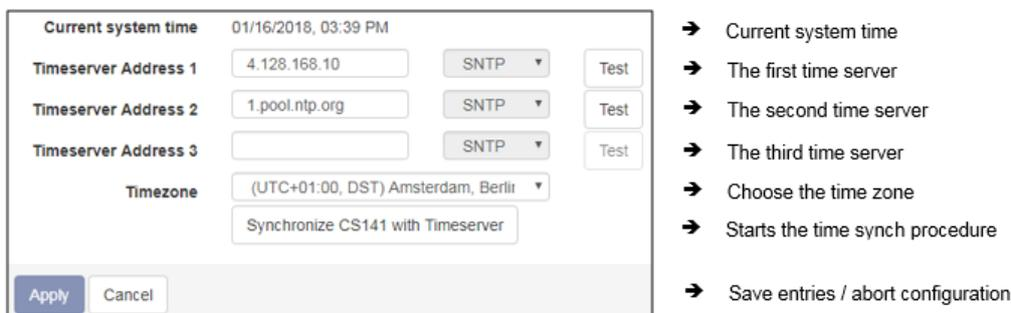 Current system time 01/16/2018, 03:39 PM ➔ Current system time
Timeserver Address 1 4.128.168.10 SNTP Test ➔ The first time server
Timeserver Address 2 1.pool.ntp.org SNTP Test ➔ The second time server
Timeserver Address 3 SNTP Test ➔ The third time server
Timezone (UTC+01:00, DST) Amsterdam, Berlir ➔ Choose the time zone
Synchronize CS141 with Timeserver ➔ Starts the time synch procedure
Apply Cancel ➔ Save entries / abort configuration